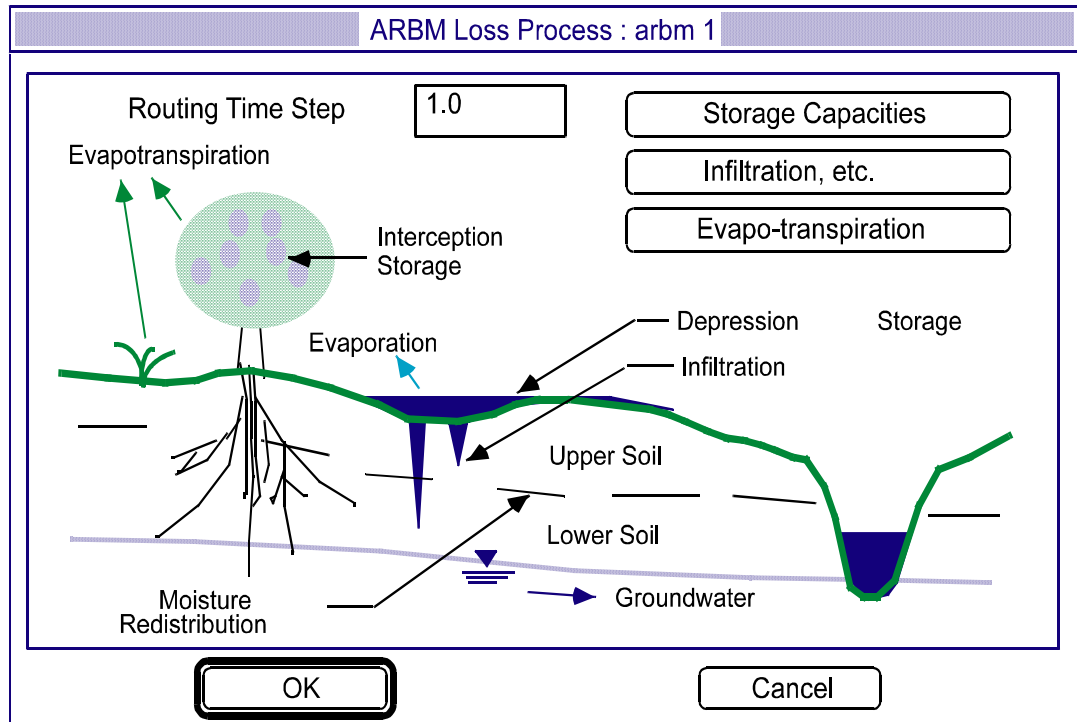 ARBM Loss Process : arbm 1
Routing Time Step
1.0
Storage Capacities
Infiltration, etc.
Evapo-transpiration
Evapotranspiration
Interception
Storage
Evaporation
Depression Storage
Infiltration
Upper Soil
Lower Soil
Groundwater
Moisture
Redistribution
OK
Cancel